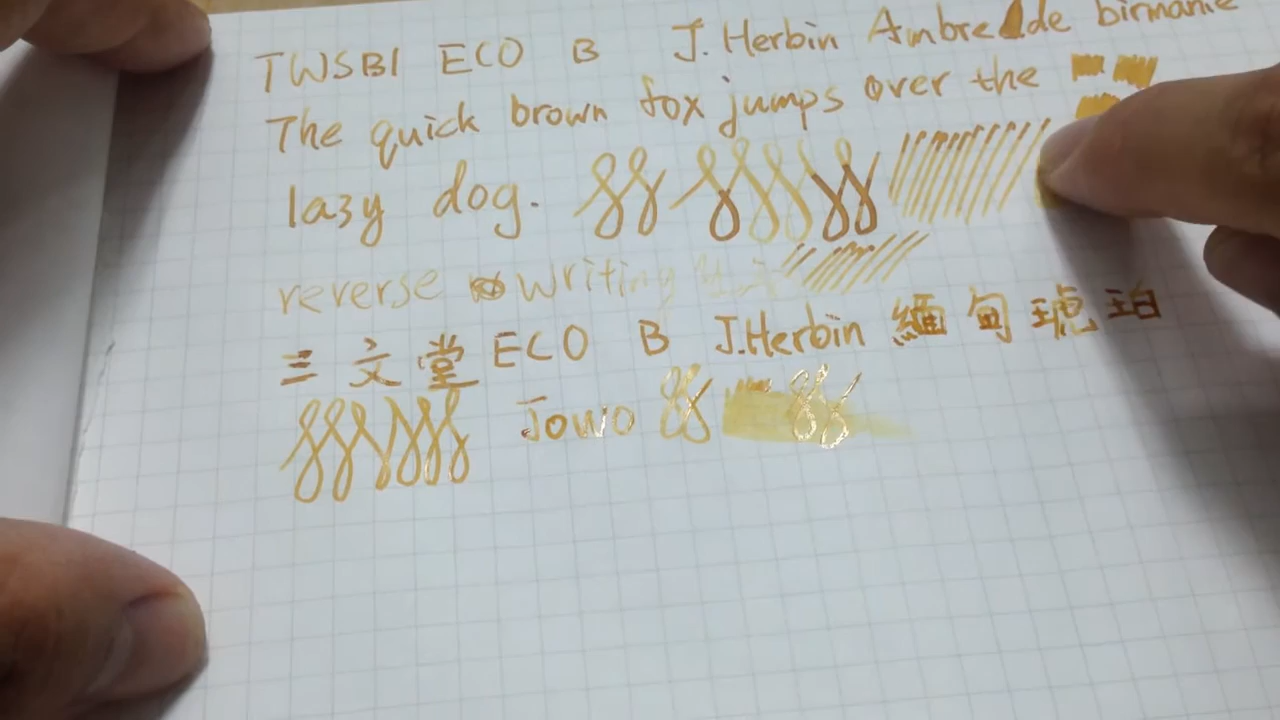 TWSBI ECO B J. Herbin Ambre de birmanie
The quick brown fox jumps over the
lazy dog.
reverse writing
三文堂 ECO B J.Herbin 緬甸琥珀
Jowo